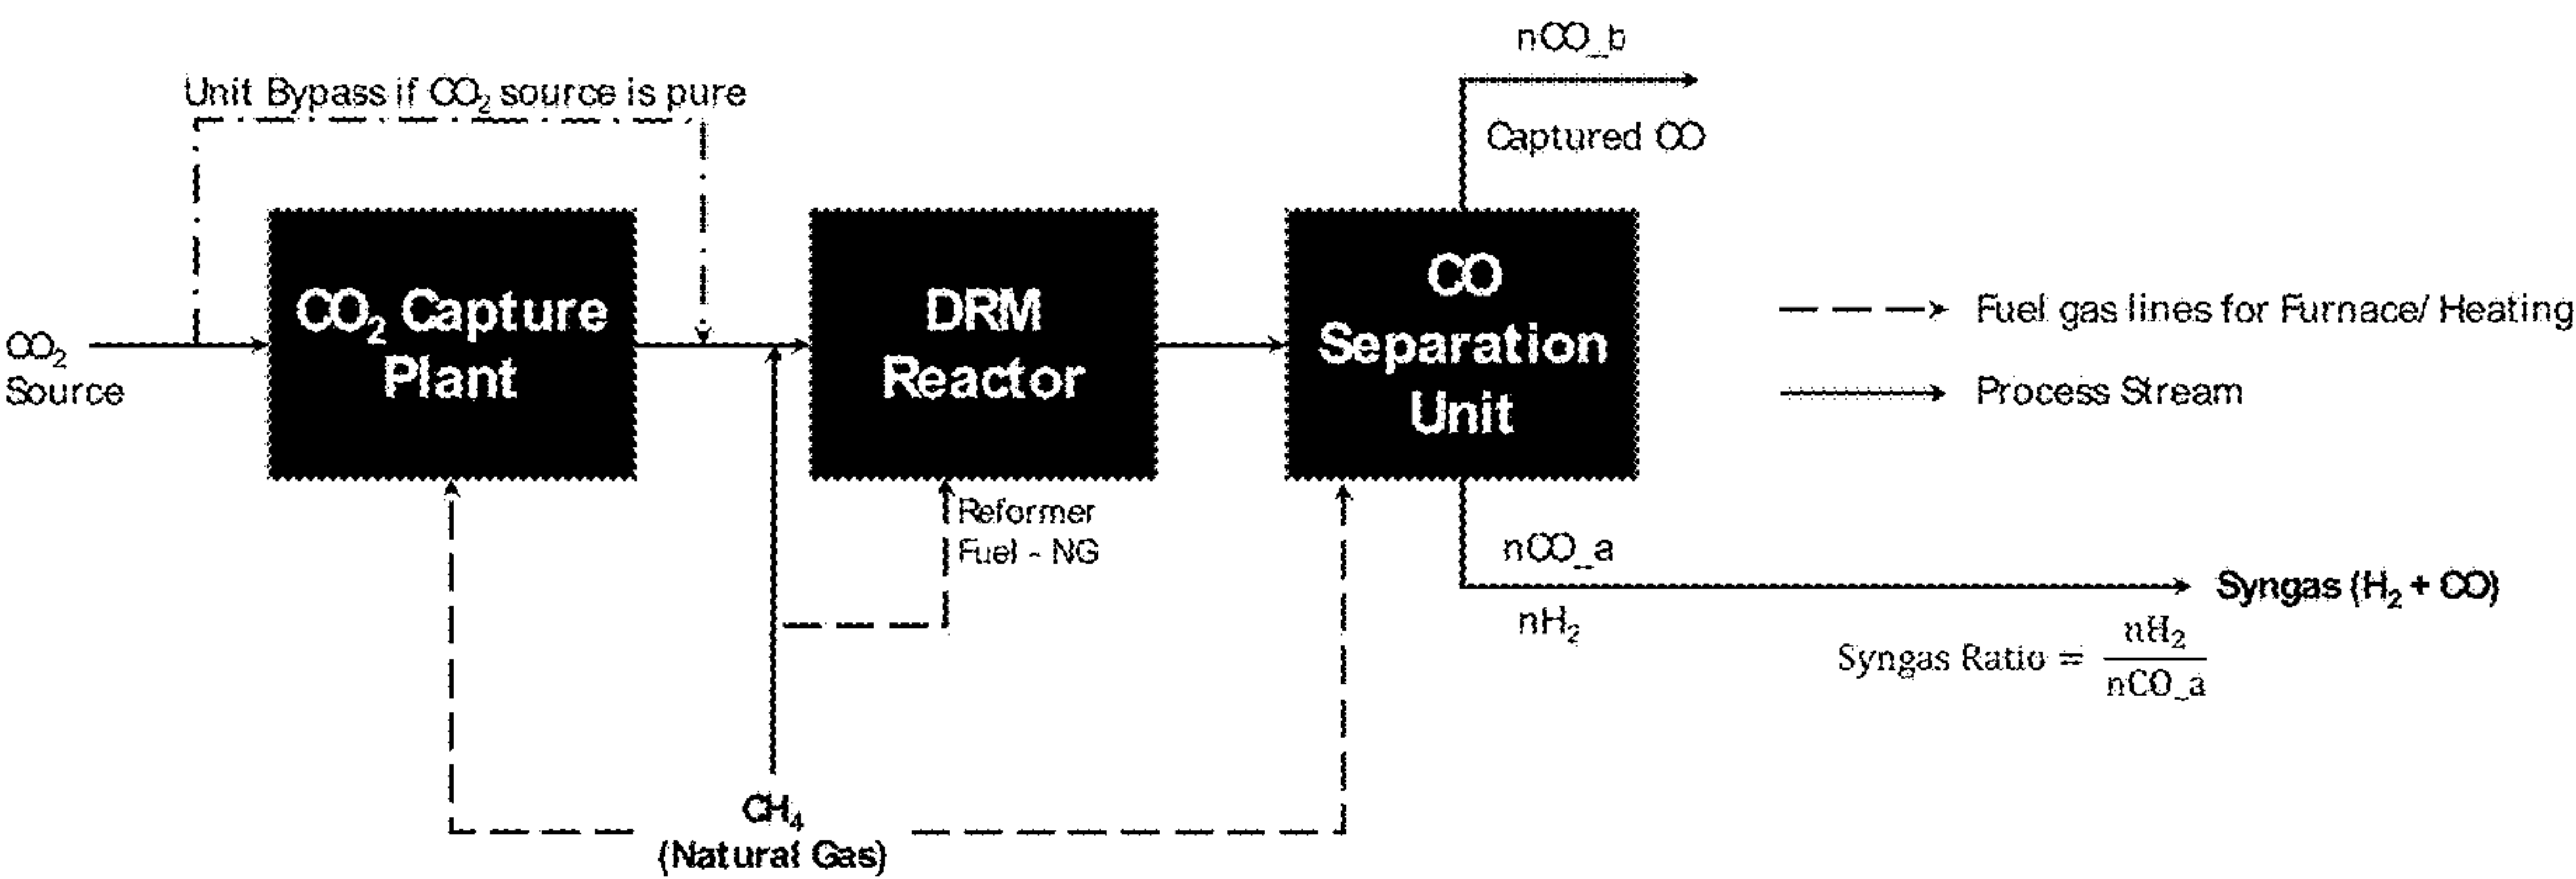 nCO_b
Unit Bypass if CO₂ source is pure
Captured CO
CO₂ Capture
Plant
DRM
Reactor
CO
Separation
Unit
Fuel gas lines for Furnace/ Heating
Process Stream
CO₂
Source
Reformer
Fuel - NG
nCO_a
nH₂
Syngas (H₂ + CO)
Syngas Ratio = nH₂ / nCO_a
CH₄
(Natural Gas)